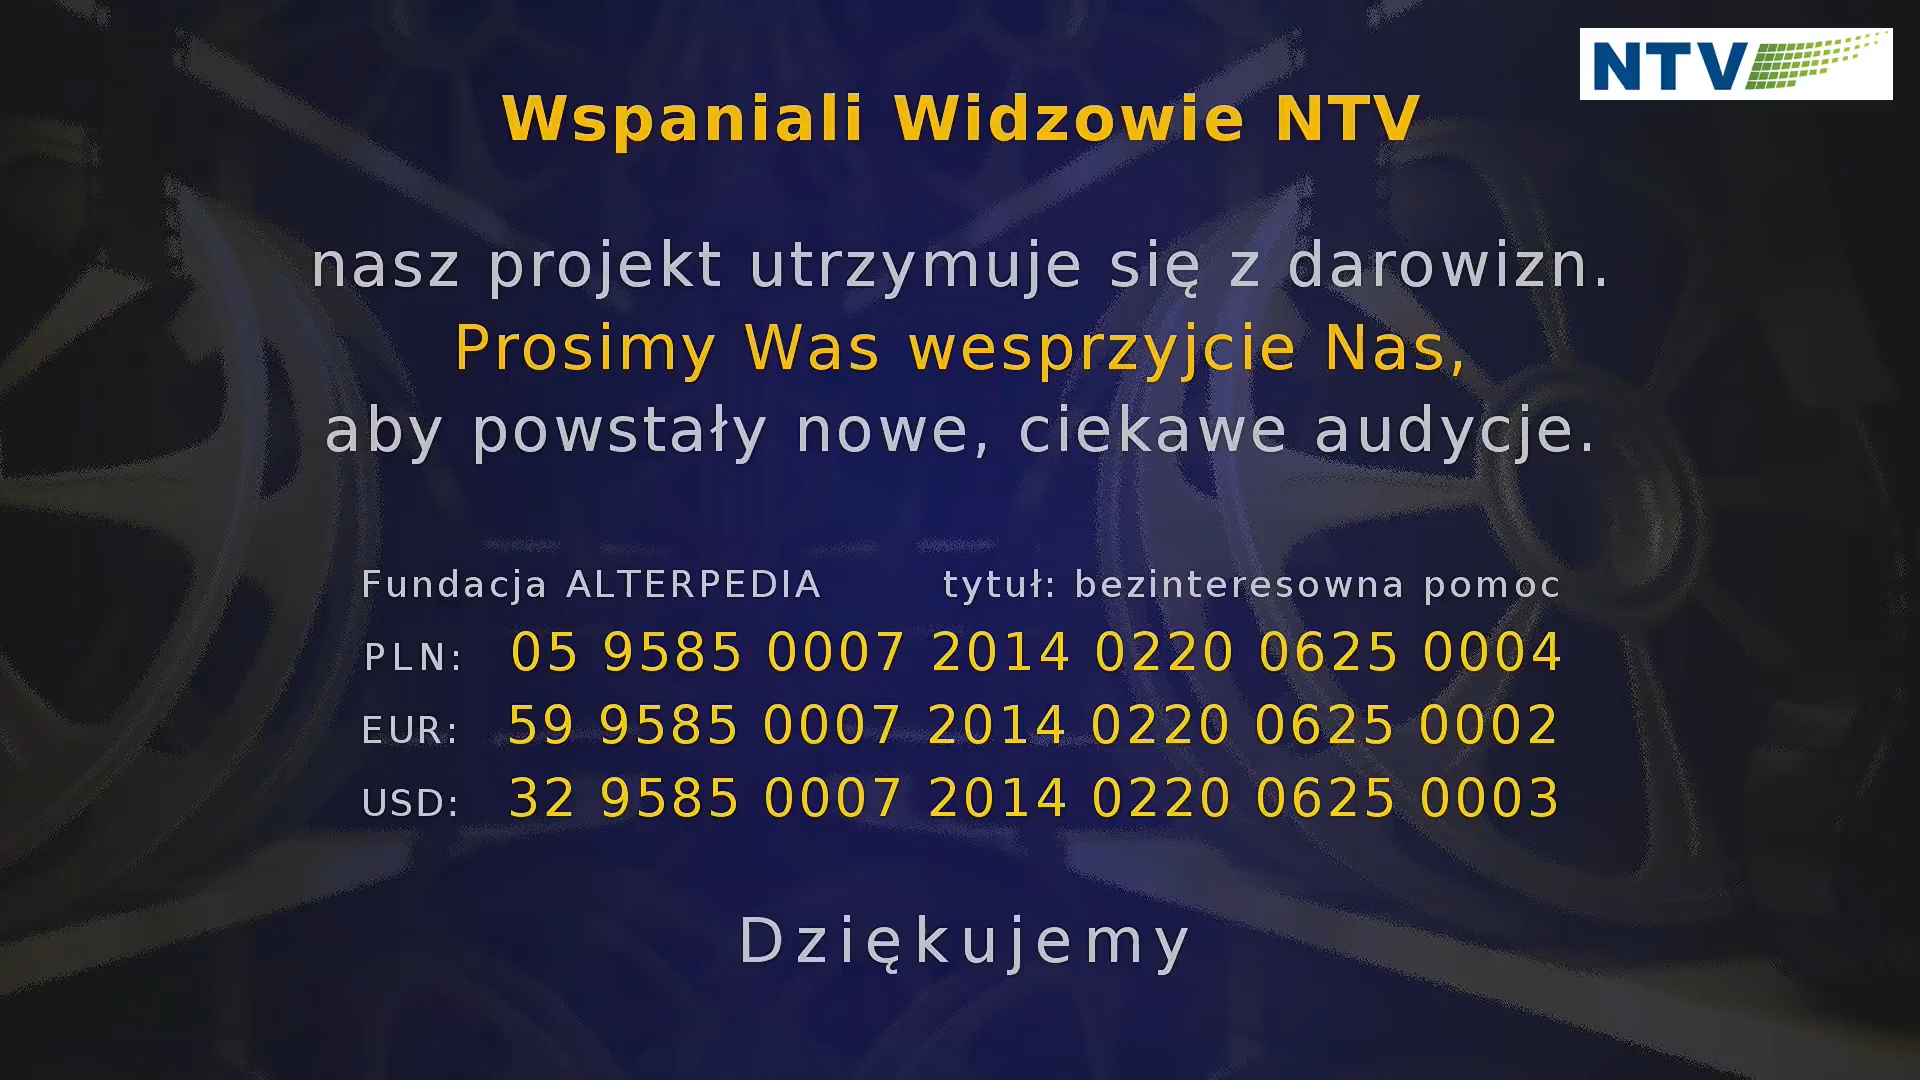 NTV
Wspaniali Widzowie NTV
nasz projekt utrzymuje się z darowizn.
Prosimy Was wesprzyjcie Nas,
aby powstały nowe, ciekawe audycje.
Fundacja ALTERPEDIA tytuł: bezinteresowna pomoc
PLN: 05 9585 0007 2014 0220 0625 0004
EUR: 59 9585 0007 2014 0220 0625 0002
USD: 32 9585 0007 2014 0220 0625 0003
Dziękujemy